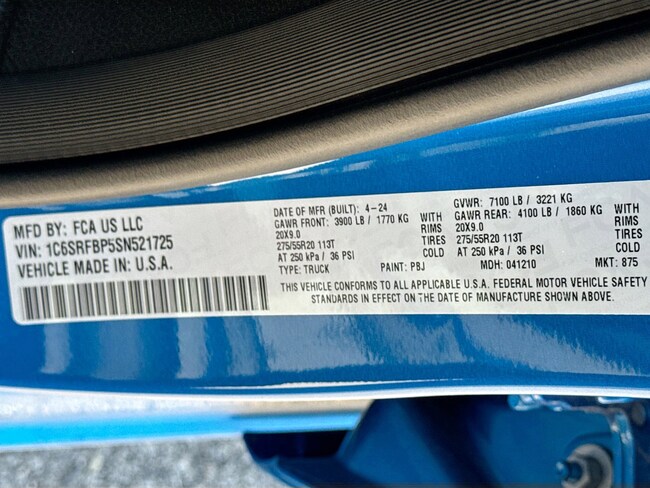 MFD BY: FCA US LLC
VIN: 1C6SRFBP5SN521725
VEHICLE MADE IN: U.S.A.
DATE OF MFR (BUILT): 4-24
GAWR FRONT: 3900 LB / 1770 KG WITH
20X9.0 RIMS
275/55R20 113T TIRES
AT 250 kPa / 36 PSI COLD
TYPE: TRUCK PAINT: PBJ
GVWR: 7100 LB / 3221 KG
GAWR REAR: 4100 LB / 1860 KG WITH
20X9.0 RIMS
275/55R20 113T TIRES
AT 250 kPa / 36 PSI COLD
MDH: 041210 MKT: 875
THIS VEHICLE CONFORMS TO ALL APPLICABLE U.S.A. FEDERAL MOTOR VEHICLE SAFETY
STANDARDS IN EFFECT ON THE DATE OF MANUFACTURE SHOWN ABOVE.